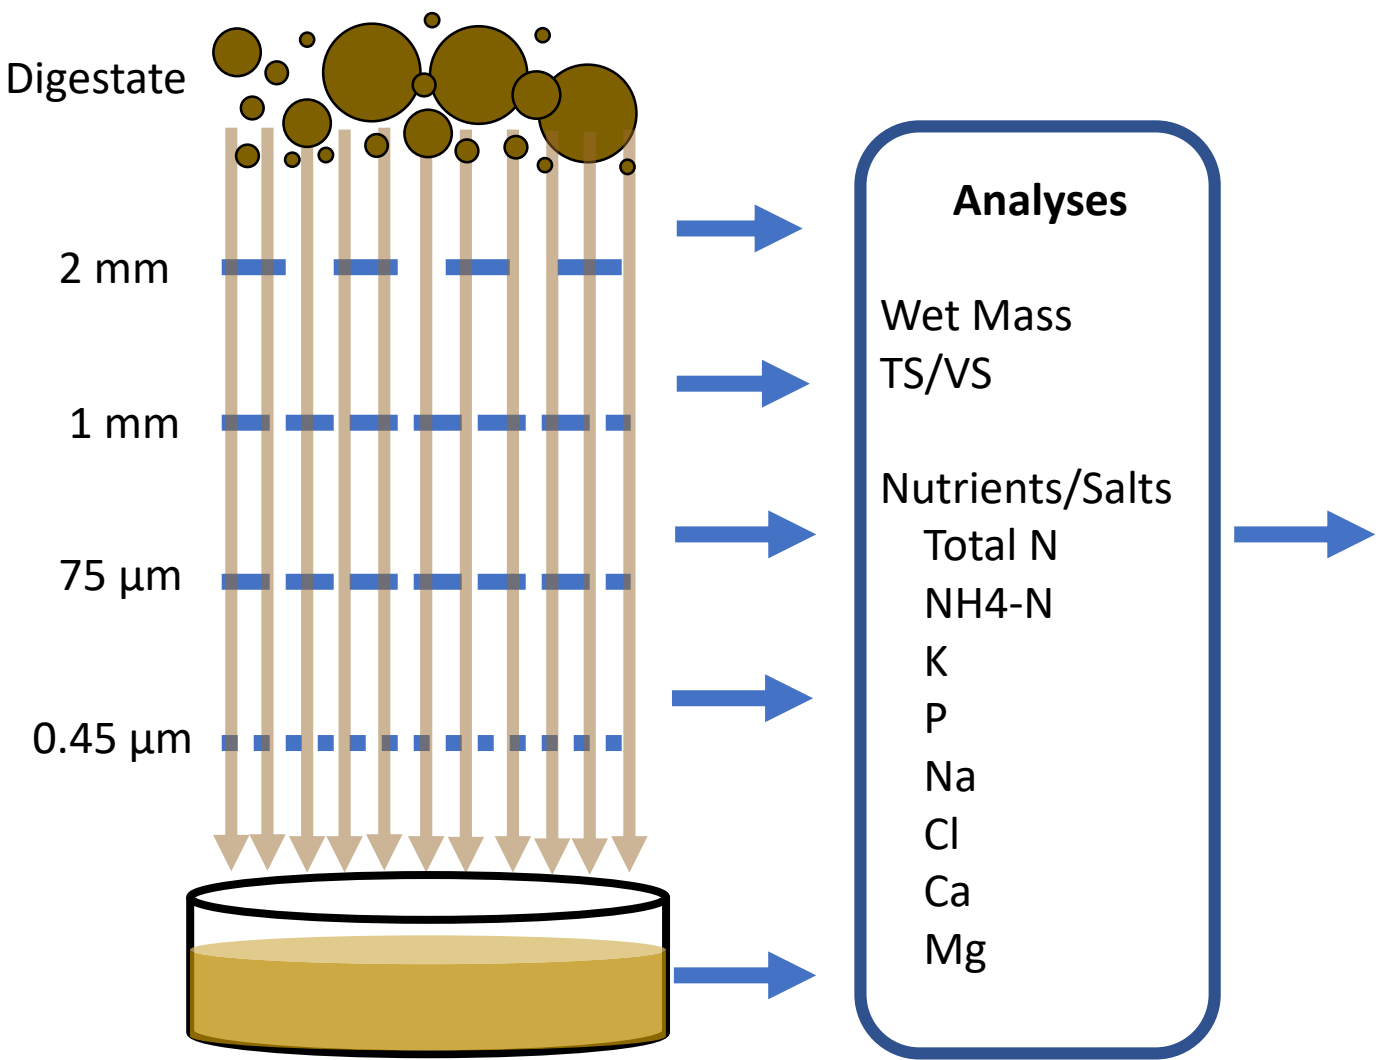 Digestate
2 mm
1 mm
75 µm
0.45 µm
Analyses
Wet Mass
TS/VS
Nutrients/Salts
Total N
NH4-N
K
P
Na
Cl
Ca
Mg